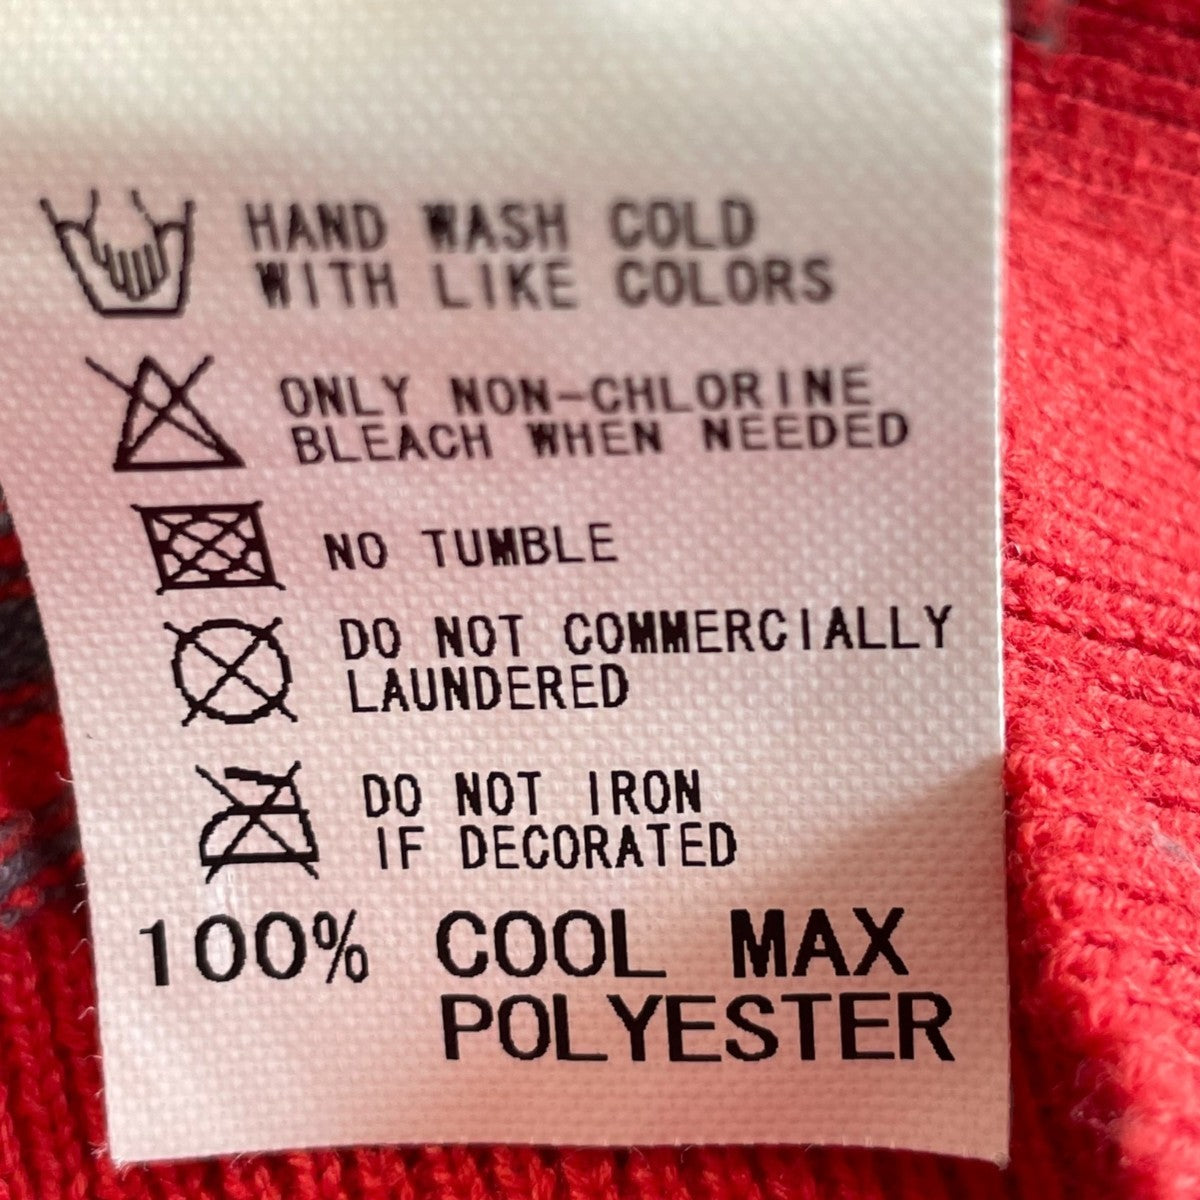 HAND WASH COLD
WITH LIKE COLORS
ONLY NON-CHLORINE
BLEACH WHEN NEEDED
NO TUMBLE
DO NOT COMMERCIALLY
LAUNDERED
DO NOT IRON
IF DECORATED
100% COOL MAX
POLYESTER